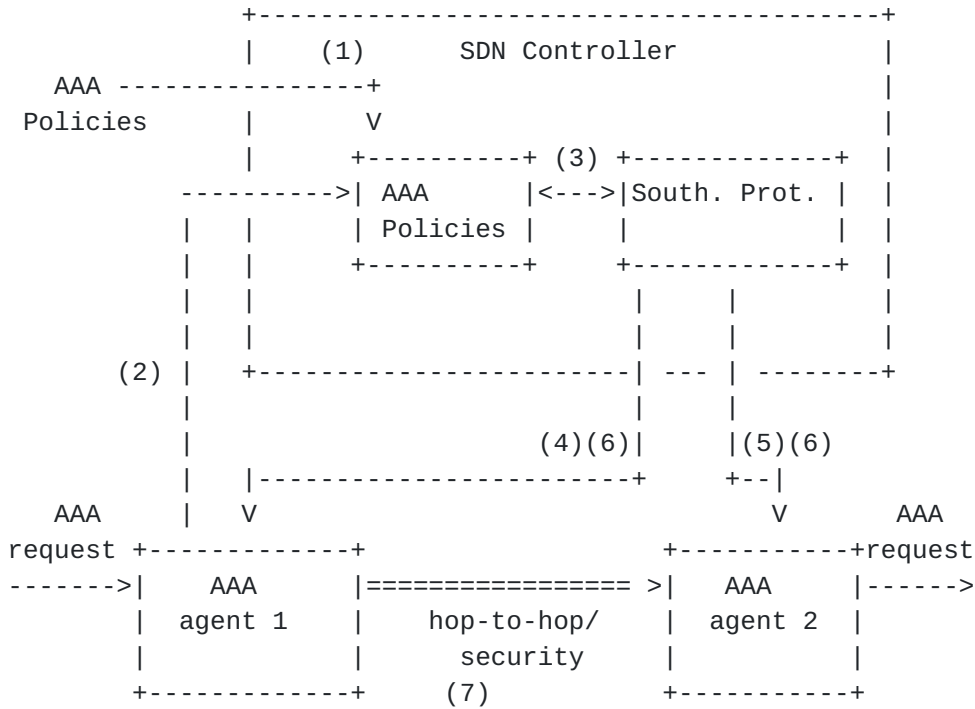 (1) SDN Controller
AAA
Policies V
(3)
AAA South. Prot.
Policies
(2)
(4)(6) (5)(6)
AAA V V AAA
request request
AAA AAA
agent 1 hop-to-hop/ agent 2
security
(7)